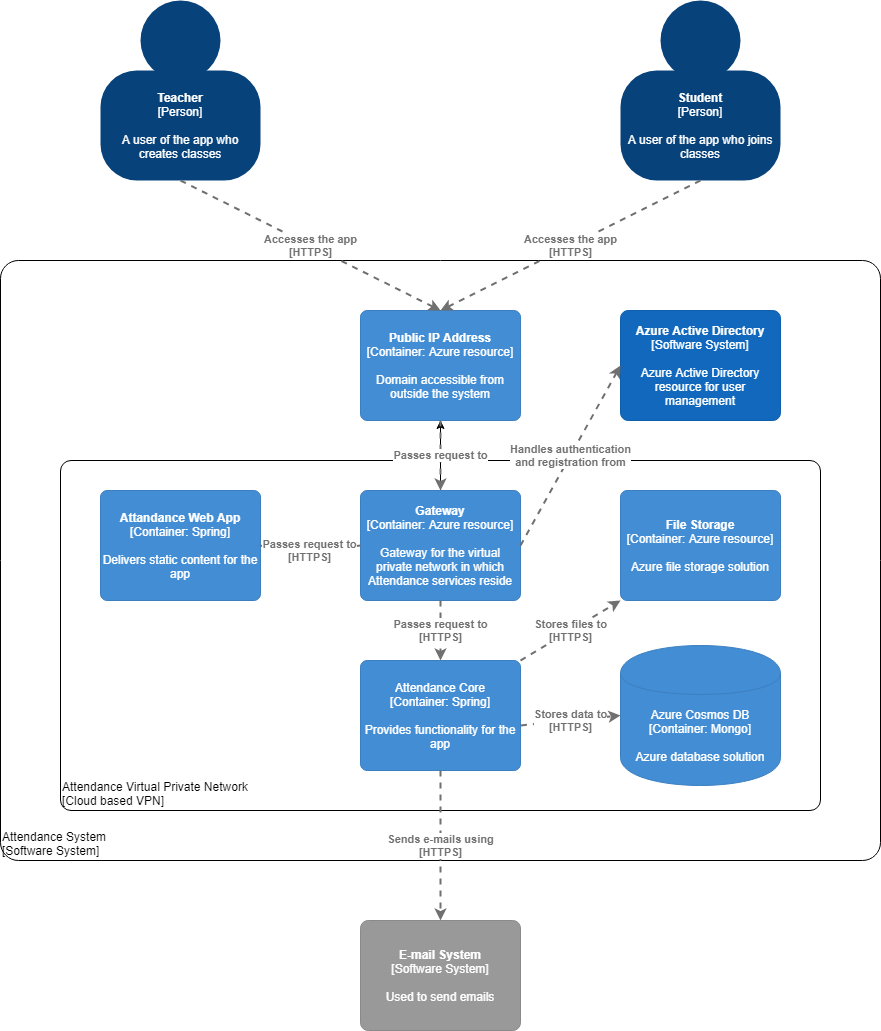 Teacher
[Person]
A user of the app who
creates classes
Student
[Person]
A user of the app who joins
classes
Accesses the app
[HTTPS]
Accesses the app
[HTTPS]
Public IP Address
[Container: Azure resource]
Domain accessible from
outside the system
Azure Active Directory
[Software System]
Azure Active Directory
resource for user
management
Passes request to
Handles authentication
and registration from
Attandance Web App
[Container: Spring]
Delivers static content for the
app
Passes request to
[HTTPS]
Gateway
[Container: Azure resource]
Gateway for the virtual
private network in which
Attendance services reside
File Storage
[Container: Azure resource]
Azure file storage solution
Passes request to
[HTTPS]
Stores files to
[HTTPS]
Attendance Core
[Container: Spring]
Provides functionality for the
app
Stores data to
[HTTPS]
Azure Cosmos DB
[Container: Mongo]
Azure database solution
Attendance Virtual Private Network
[Cloud based VPN]
Attendance System
[Software System]
Sends e-mails using
[HTTPS]
E-mail System
[Software System]
Used to send emails